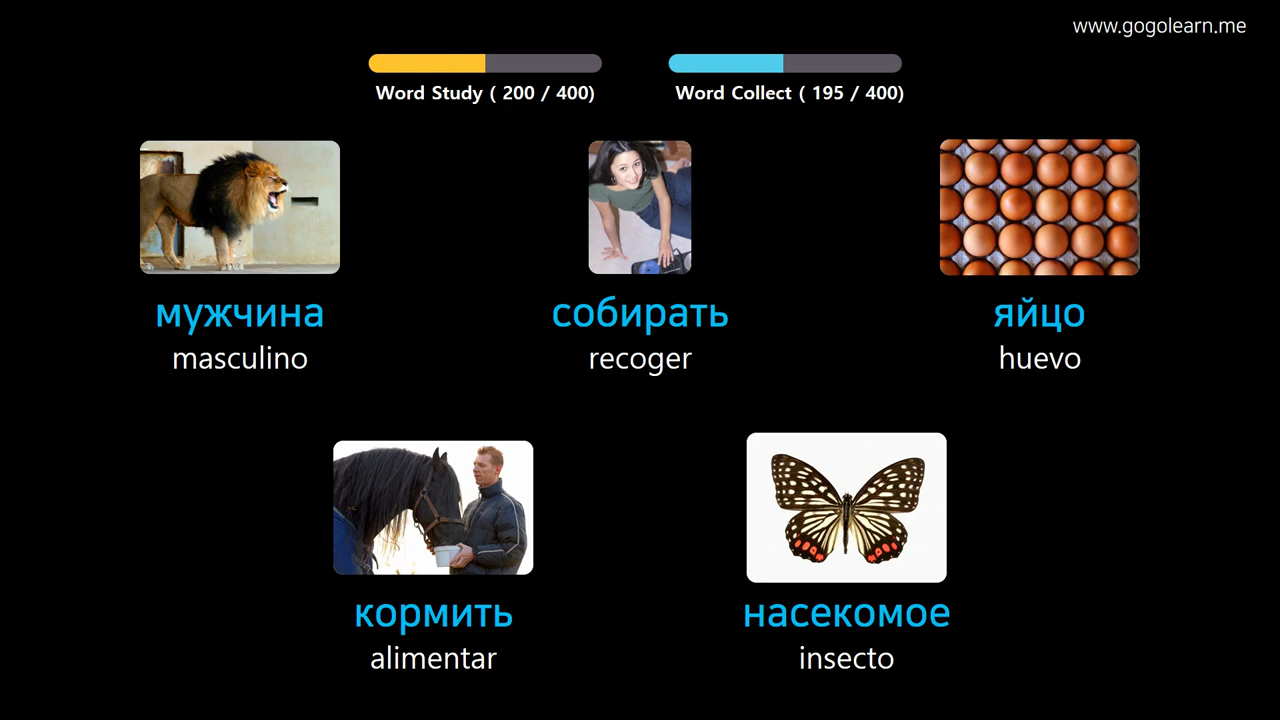 www.gogolearn.me
Word Study ( 200 / 400)
Word Collect ( 195 / 400)
мужчина
masculino
собирать
recoger
яйцо
huevo
кормить
alimentar
насекомое
insecto